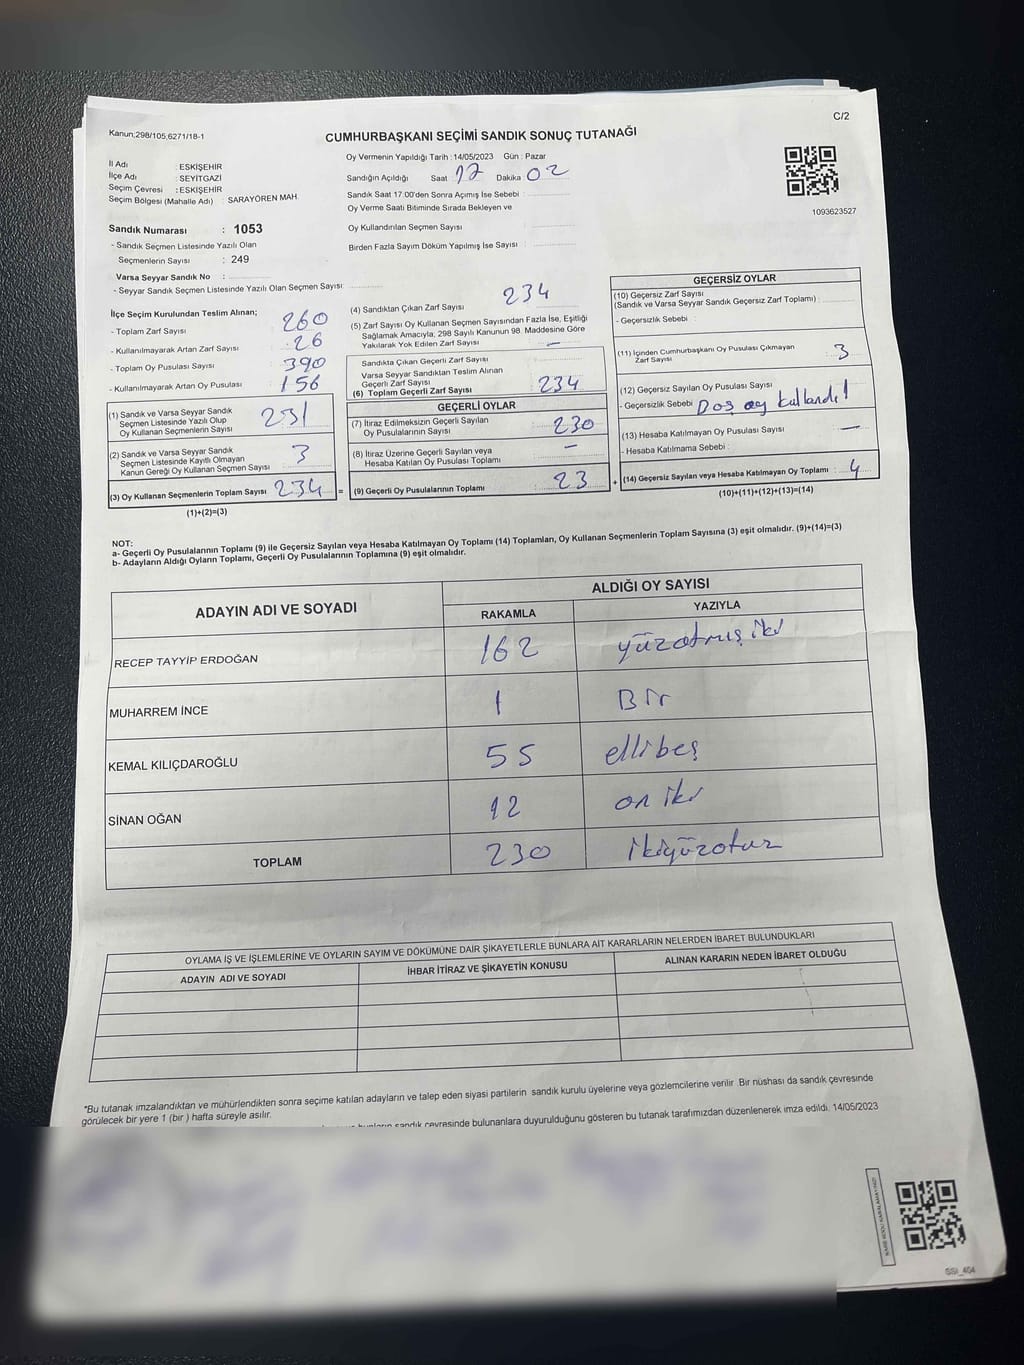 C/2
Kanun;298/105,6271/18-1
CUMHURBAŞKANI SEÇİMİ SANDIK SONUÇ TUTANAĞI
İl Adı : ESKİŞEHİR
İlçe Adı : SEYİTGAZİ
Seçim Çevresi : ESKİŞEHİR
Seçim Bölgesi (Mahalle Adı) : SARAYÖREN MAH
Oy Vermenin Yapıldığı Tarih :14/05/2023 Gün : Pazar
Sandığın Açıldığı Saat 17 Dakika 02
Sandık Saat 17:00'den Sonra Açımış İse Sebebi :
Oy Verme Saati Bitiminde Sırada Bekleyen ve
Oy Kullandırılan Seçmen Sayısı :
Birden Fazla Sayım Döküm Yapılmış İse Sayısı :
1093623527
Sandık Numarası : 1053
- Sandık Seçmen Listesinde Yazılı Olan
Seçmenlerin Sayısı : 249
Varsa Seyyar Sandık No :
- Seyyar Sandık Seçmen Listesinde Yazılı Olan Seçmen Sayısı:
İlçe Seçim Kurulundan Teslim Alınan;
- Toplam Zarf Sayısı 260
- Kullanılmayarak Artan Zarf Sayısı 26
- Toplam Oy Pusulası 390
- Kullanılmayarak Artan Oy Pusulası 156
(1) Sandık ve Varsa Seyyar Sandık
Seçmen Listesinde Yazılı Olup
Oy Kullanan Seçmenlerin Sayısı 231
(2) Sandık ve Varsa Seyyar Sandık
Seçmen Listesinde Kayıtlı Olmayan
Kanun Gereği Oy Kullanan Seçmen Sayısı 3
(3) Oy Kullanan Seçmenlerin Toplam Sayısı 234 =
(1)+(2)=(3)
(4) Sandıktan Çıkan Zarf Sayısı 234
(5) Zarf Sayısı Oy Kullanan Seçmen Sayısından Fazla İse, Eşitliği
Sağlamak Amacıyla; 298 Sayılı Kanunun 98. Maddesine Göre
Yakılarak Yok Edilen Zarf Sayısı —
Sandıkta Çıkan Geçerli Zarf Sayısı
Varsa Seyyar Sandıktan Teslim Alınan
Geçerli Zarf Sayısı
(6) Toplam Geçerli Zarf Sayısı 234
GEÇERLİ OYLAR
(7) İtiraz Edilmeksizin Geçerli Sayılan
Oy Pusulalarının Sayısı 230
(8) İtiraz Üzerine Geçerli Sayılan veya
Hesaba Katılan Oy Pusulası Toplamı —
(9) Geçerli Oy Pusulalarının Toplamı 23 +
GEÇERSİZ OYLAR
(10) Geçersiz Zarf Sayısı
(Sandık ve Varsa Seyyar Sandık Geçersiz Zarf Toplamı)
- Geçersizlik Sebebi :
(11) İçinden Cumhurbaşkanı Oy Pusulası Çıkmayan
Zarf Sayısı 3
(12) Geçersiz Sayılan Oy Pusulası Sayısı 1
- Geçersizlik Sebebi Boş oy kullandı
(13) Hesaba Katılmayan Oy Pusulası Sayısı —
- Hesaba Katılmama Sebebi :
(14) Geçersiz Sayılan veya Hesaba Katılmayan Oy Toplamı 4
(10)+(11)+(12)+(13)=(14)
NOT:
a- Geçerli Oy Pusulalarının Toplamı (9) ile Geçersiz Sayılan veya Hesaba Katılmayan Oy Toplamı (14) Toplamları, Oy Kullanan Seçmenlerin Toplam Sayısına (3) eşit olmalıdır. (9)+(14)=(3)
b- Adayların Aldığı Oyların Toplamı, Geçerli Oy Pusulalarının Toplamına (9) eşit olmalıdır.
ADAYIN ADI VE SOYADI ALDIĞI OY SAYISI
RAKAMLA YAZIYLA
RECEP TAYYİP ERDOĞAN 162 yüzatmış iki
MUHARREM İNCE 1 Bir
KEMAL KILIÇDAROĞLU 55 ellibeş
SİNAN OĞAN 12 on iki
TOPLAM 230 ikiyüzotuz
OYLAMA İŞ VE İŞLEMLERİNE VE OYLARIN SAYIM VE DÖKÜMÜNE DAİR ŞİKAYETLERLE BUNLARA AİT KARARLARIN NELERDEN İBARET BULUNDUKLARI
ADAYIN ADI VE SOYADI İHBAR İTİRAZ VE ŞİKAYETİN KONUSU ALINAN KARARIN NEDEN İBARET OLDUĞU
*Bu tutanak imzalandıktan ve mühürlendikten sonra seçime katılan adayların ve talep eden siyasi partilerin sandık kurulu üyelerine veya gözlemcilerine verilir .Bir nüshası da sandık çevresinde
görülecek bir yere 1 (bir ) hafta süreyle asılır.
sandık çevresinde bulunanlara duyurulduğunu gösteren bu tutanak tarafımızdan düzenlenerek imza edildi. 14/05/2023
SSI_404